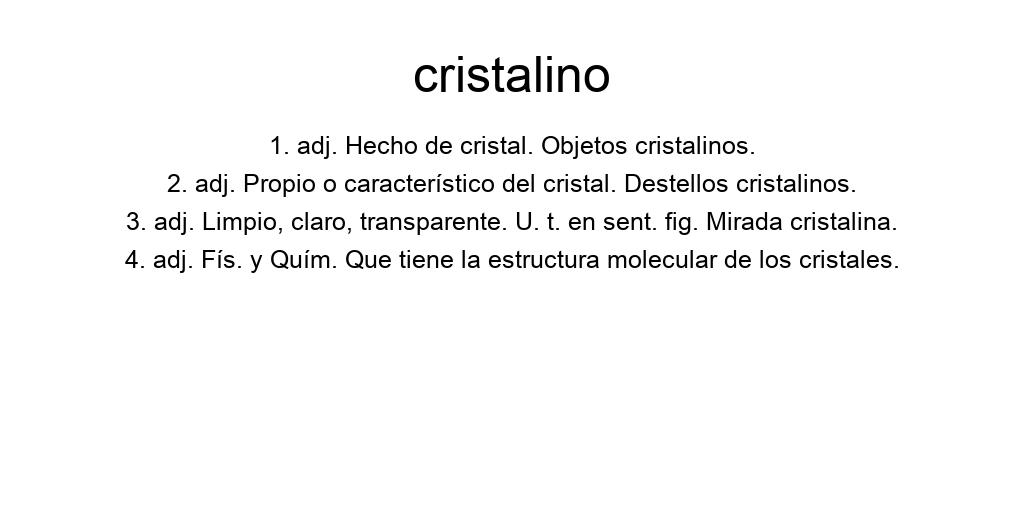 cristalino
1. adj. Hecho de cristal. Objetos cristalinos.
2. adj. Propio o característico del cristal. Destellos cristalinos.
3. adj. Limpio, claro, transparente. U. t. en sent. fig. Mirada cristalina.
4. adj. Fís. y Quím. Que tiene la estructura molecular de los cristales.